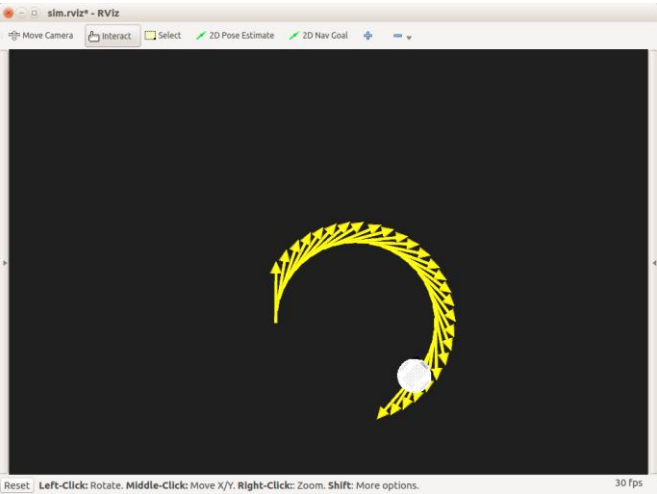 sim.rviz* - RViz
Move Camera Interact Select 2D Pose Estimate 2D Nav Goal
Reset Left-Click: Rotate. Middle-Click: Move X/Y. Right-Click:: Zoom. Shift: More options. 30 fps